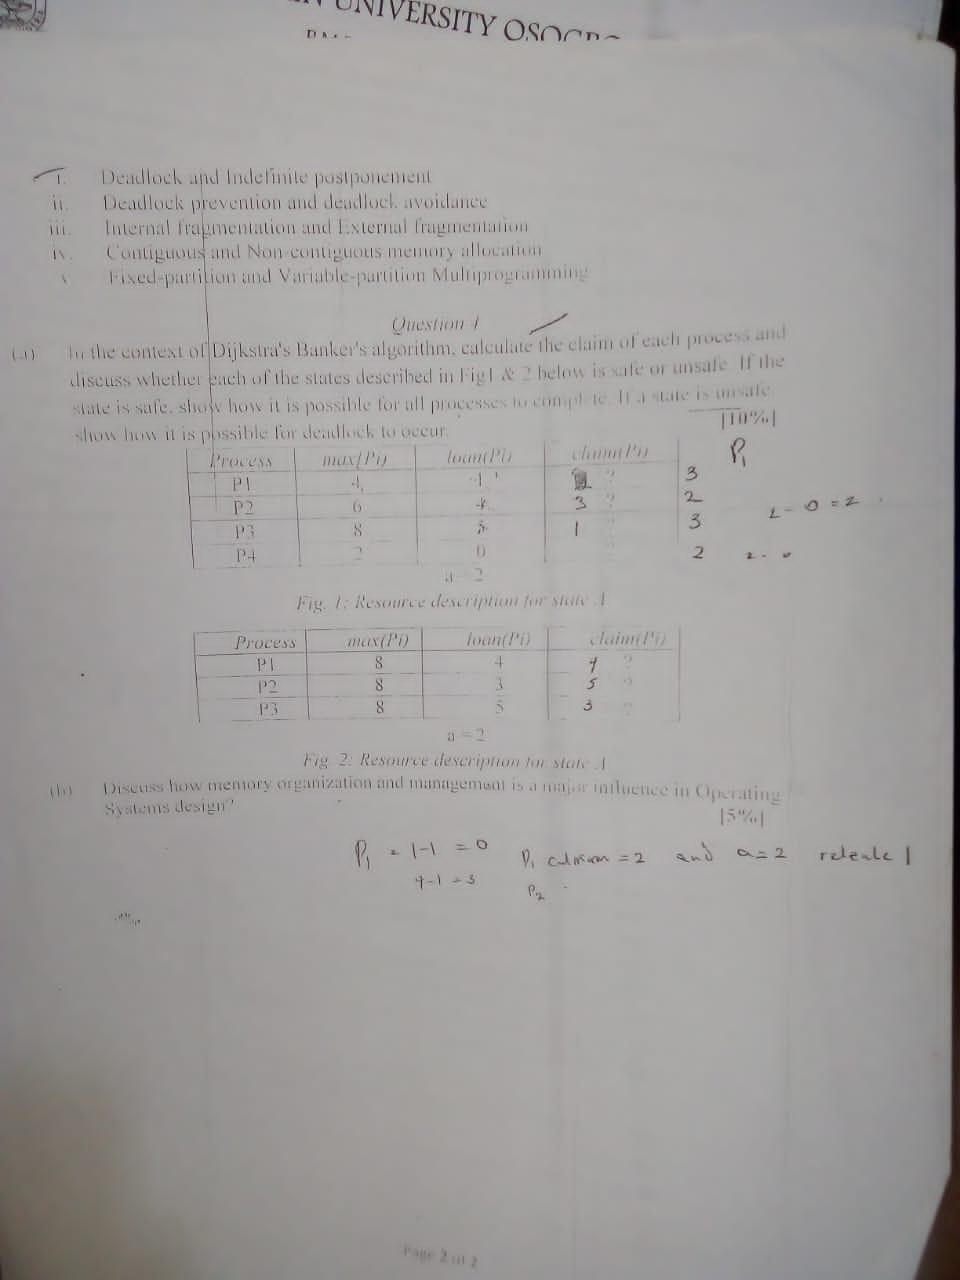 UNIVERSITY
i. Deadlock and Indefinite postponement
ii. Deadlock prevention and deadlock avoidance
iii. Internal fragmentation and External fragmentation
iv. Contiguous and Non-contiguous memory allocation
v Fixed-partition and Variable-partition Multiprogramming
Question 4
(a) In the context of Dijkstra's Banker's algorithm, calculate the claim of each process and
discuss whether each of the states described in Fig1 & 2 below is safe or unsafe. If the
state is safe, show how it is possible for all processes to complete. If a state is unsafe
show how it is possible for deadlock to occur. [10%]
Process max(Pi) loan(Pi) claim(Pi) P1
P1 4 1 ? 3
P2 6 4 3 ? 2
P3 8 5 1 3 2 - 0 = 2
P4 2 0 2 2 - 0
a = 2
Fig. 1: Resource description for state A
Process max(Pi) loan(Pi) claim(Pi)
P1 8 4 4 ?
P2 8 3 5 ?
P3 8 5 3 ?
a = 2
Fig. 2: Resource description for state A
(b) Discuss how memory organization and management is a major influence in Operating
Systems design? [5%]
P1 = 1-1 = 0 P1 = 2 and a = 2 release 1
4-1 = 3 P2
Page 2 of 2